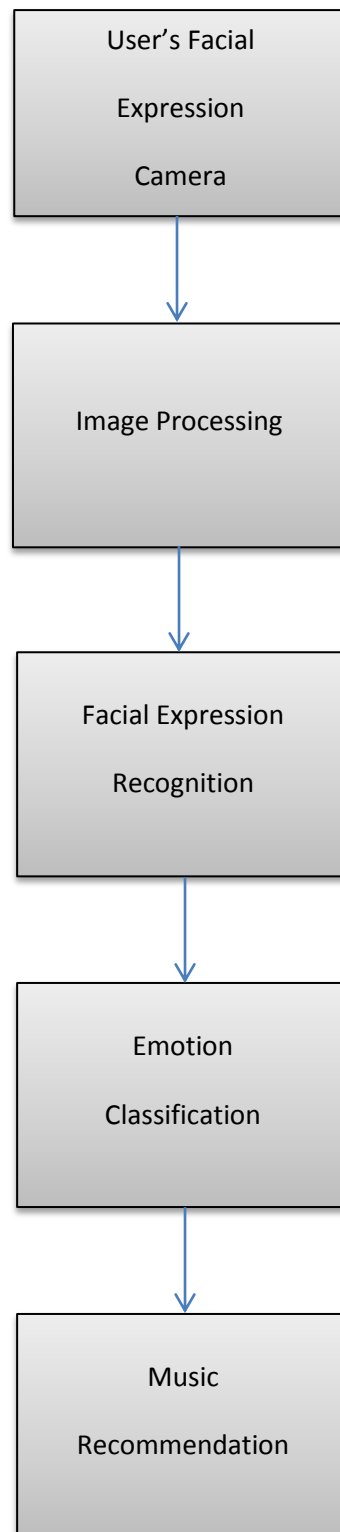 User’s Facial
Expression
Camera
Image Processing
Facial Expression
Recognition
Emotion
Classification
Music
Recommendation